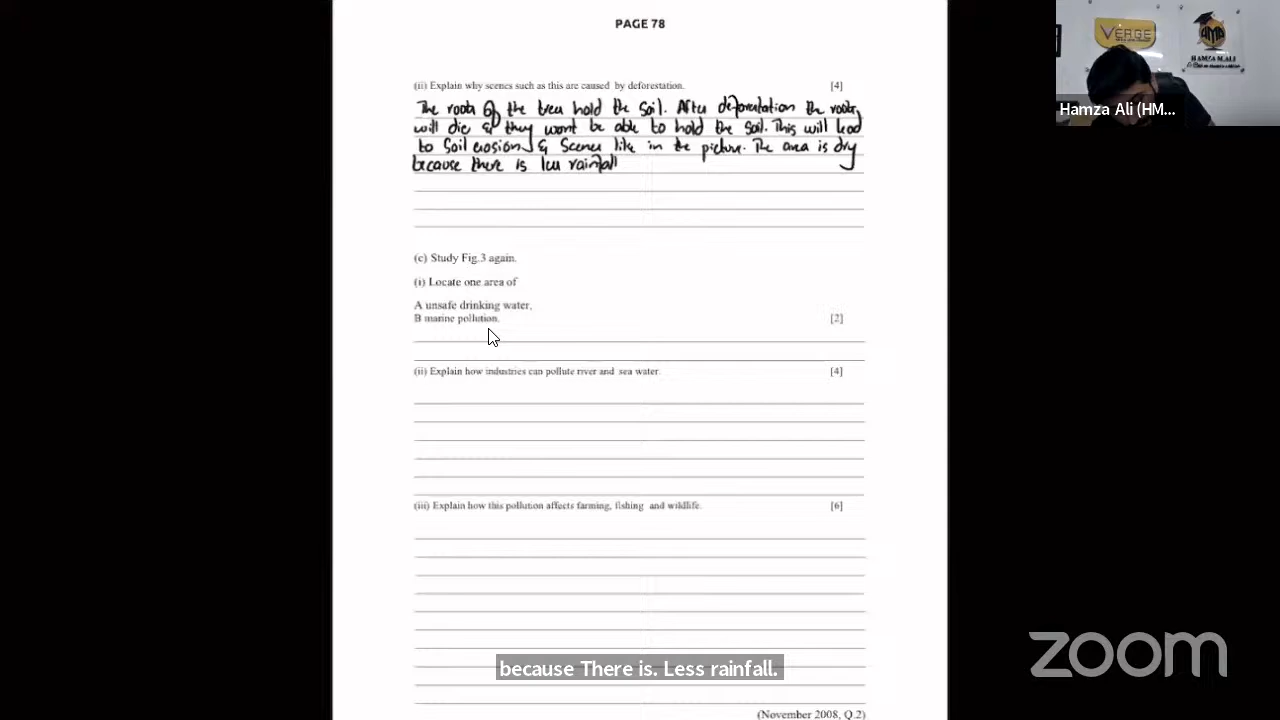 PAGE 78
VERGE
HAMZA M.ALI
Hamza Ali (HM...
(ii) Explain why scenes such as this are caused by deforestation. [4]
The roots of the trees hold the soil. After deforestation the roots
will die & they wont be able to hold the soil. This will lead
to soil erosion & scenes like in the picture. The area is dry
because there is less rainfall
(c) Study Fig.3 again.
(i) Locate one area of
A unsafe drinking water,
B marine pollution. [2]
(ii) Explain how industries can pollute river and sea water. [4]
(iii) Explain how this pollution affects farming, fishing and wildlife. [6]
because There is. Less rainfall.
zoom
(November 2008, Q.2)